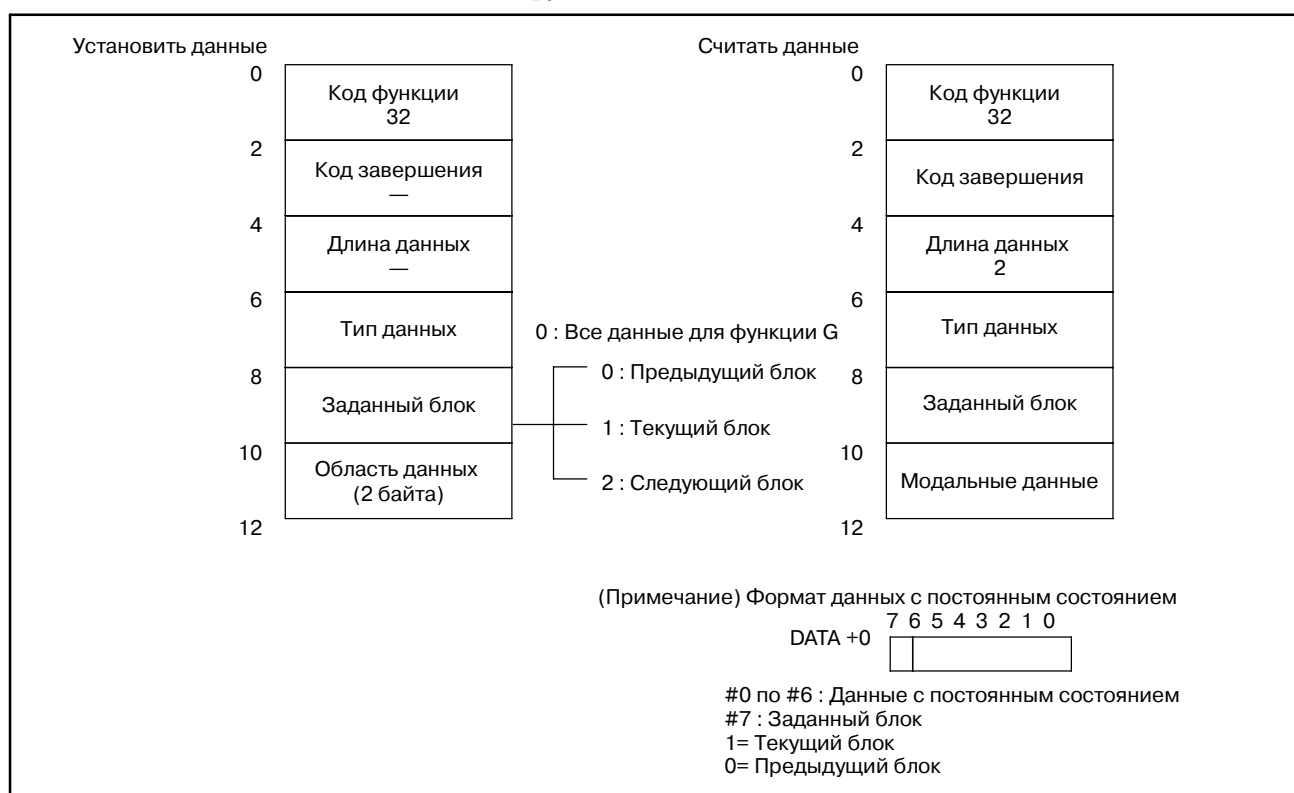 Установить данные
0
Код функции
32
2
Код завершения
—
4
Длина данных
—
6
Тип данных
0 : Все данные для функции G
8
Заданный блок
0 : Предыдущий блок
1 : Текущий блок
2 : Следующий блок
10
Область данных
(2 байта)
12
Считать данные
0
Код функции
32
2
Код завершения
4
Длина данных
2
6
Тип данных
8
Заданный блок
10
Модальные данные
12
(Примечание) Формат данных с постоянным состоянием
7 6 5 4 3 2 1 0
DATA +0
#0 по #6 : Данные с постоянным состоянием
#7 : Заданный блок
1= Текущий блок
0= Предыдущий блок